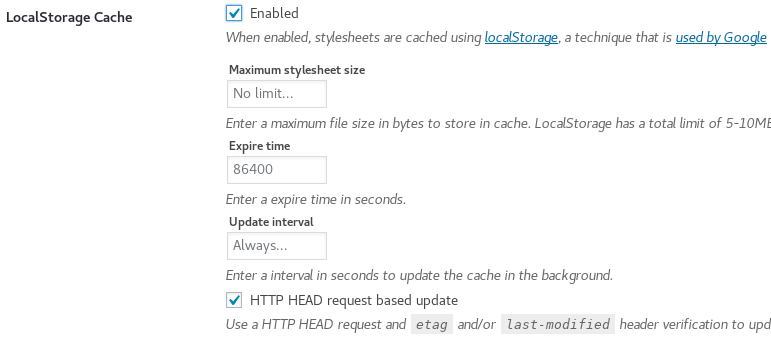 LocalStorage Cache
Enabled
When enabled, stylesheets are cached using localStorage, a technique that is used by Google
Maximum stylesheet size
No limit...
Enter a maximum file size in bytes to store in cache. LocalStorage has a total limit of 5-10MB
Expire time
86400
Enter a expire time in seconds.
Update interval
Always...
Enter a interval in seconds to update the cache in the background.
HTTP HEAD request based update
Use a HTTP HEAD request and etag and/or last-modified header verification to upd